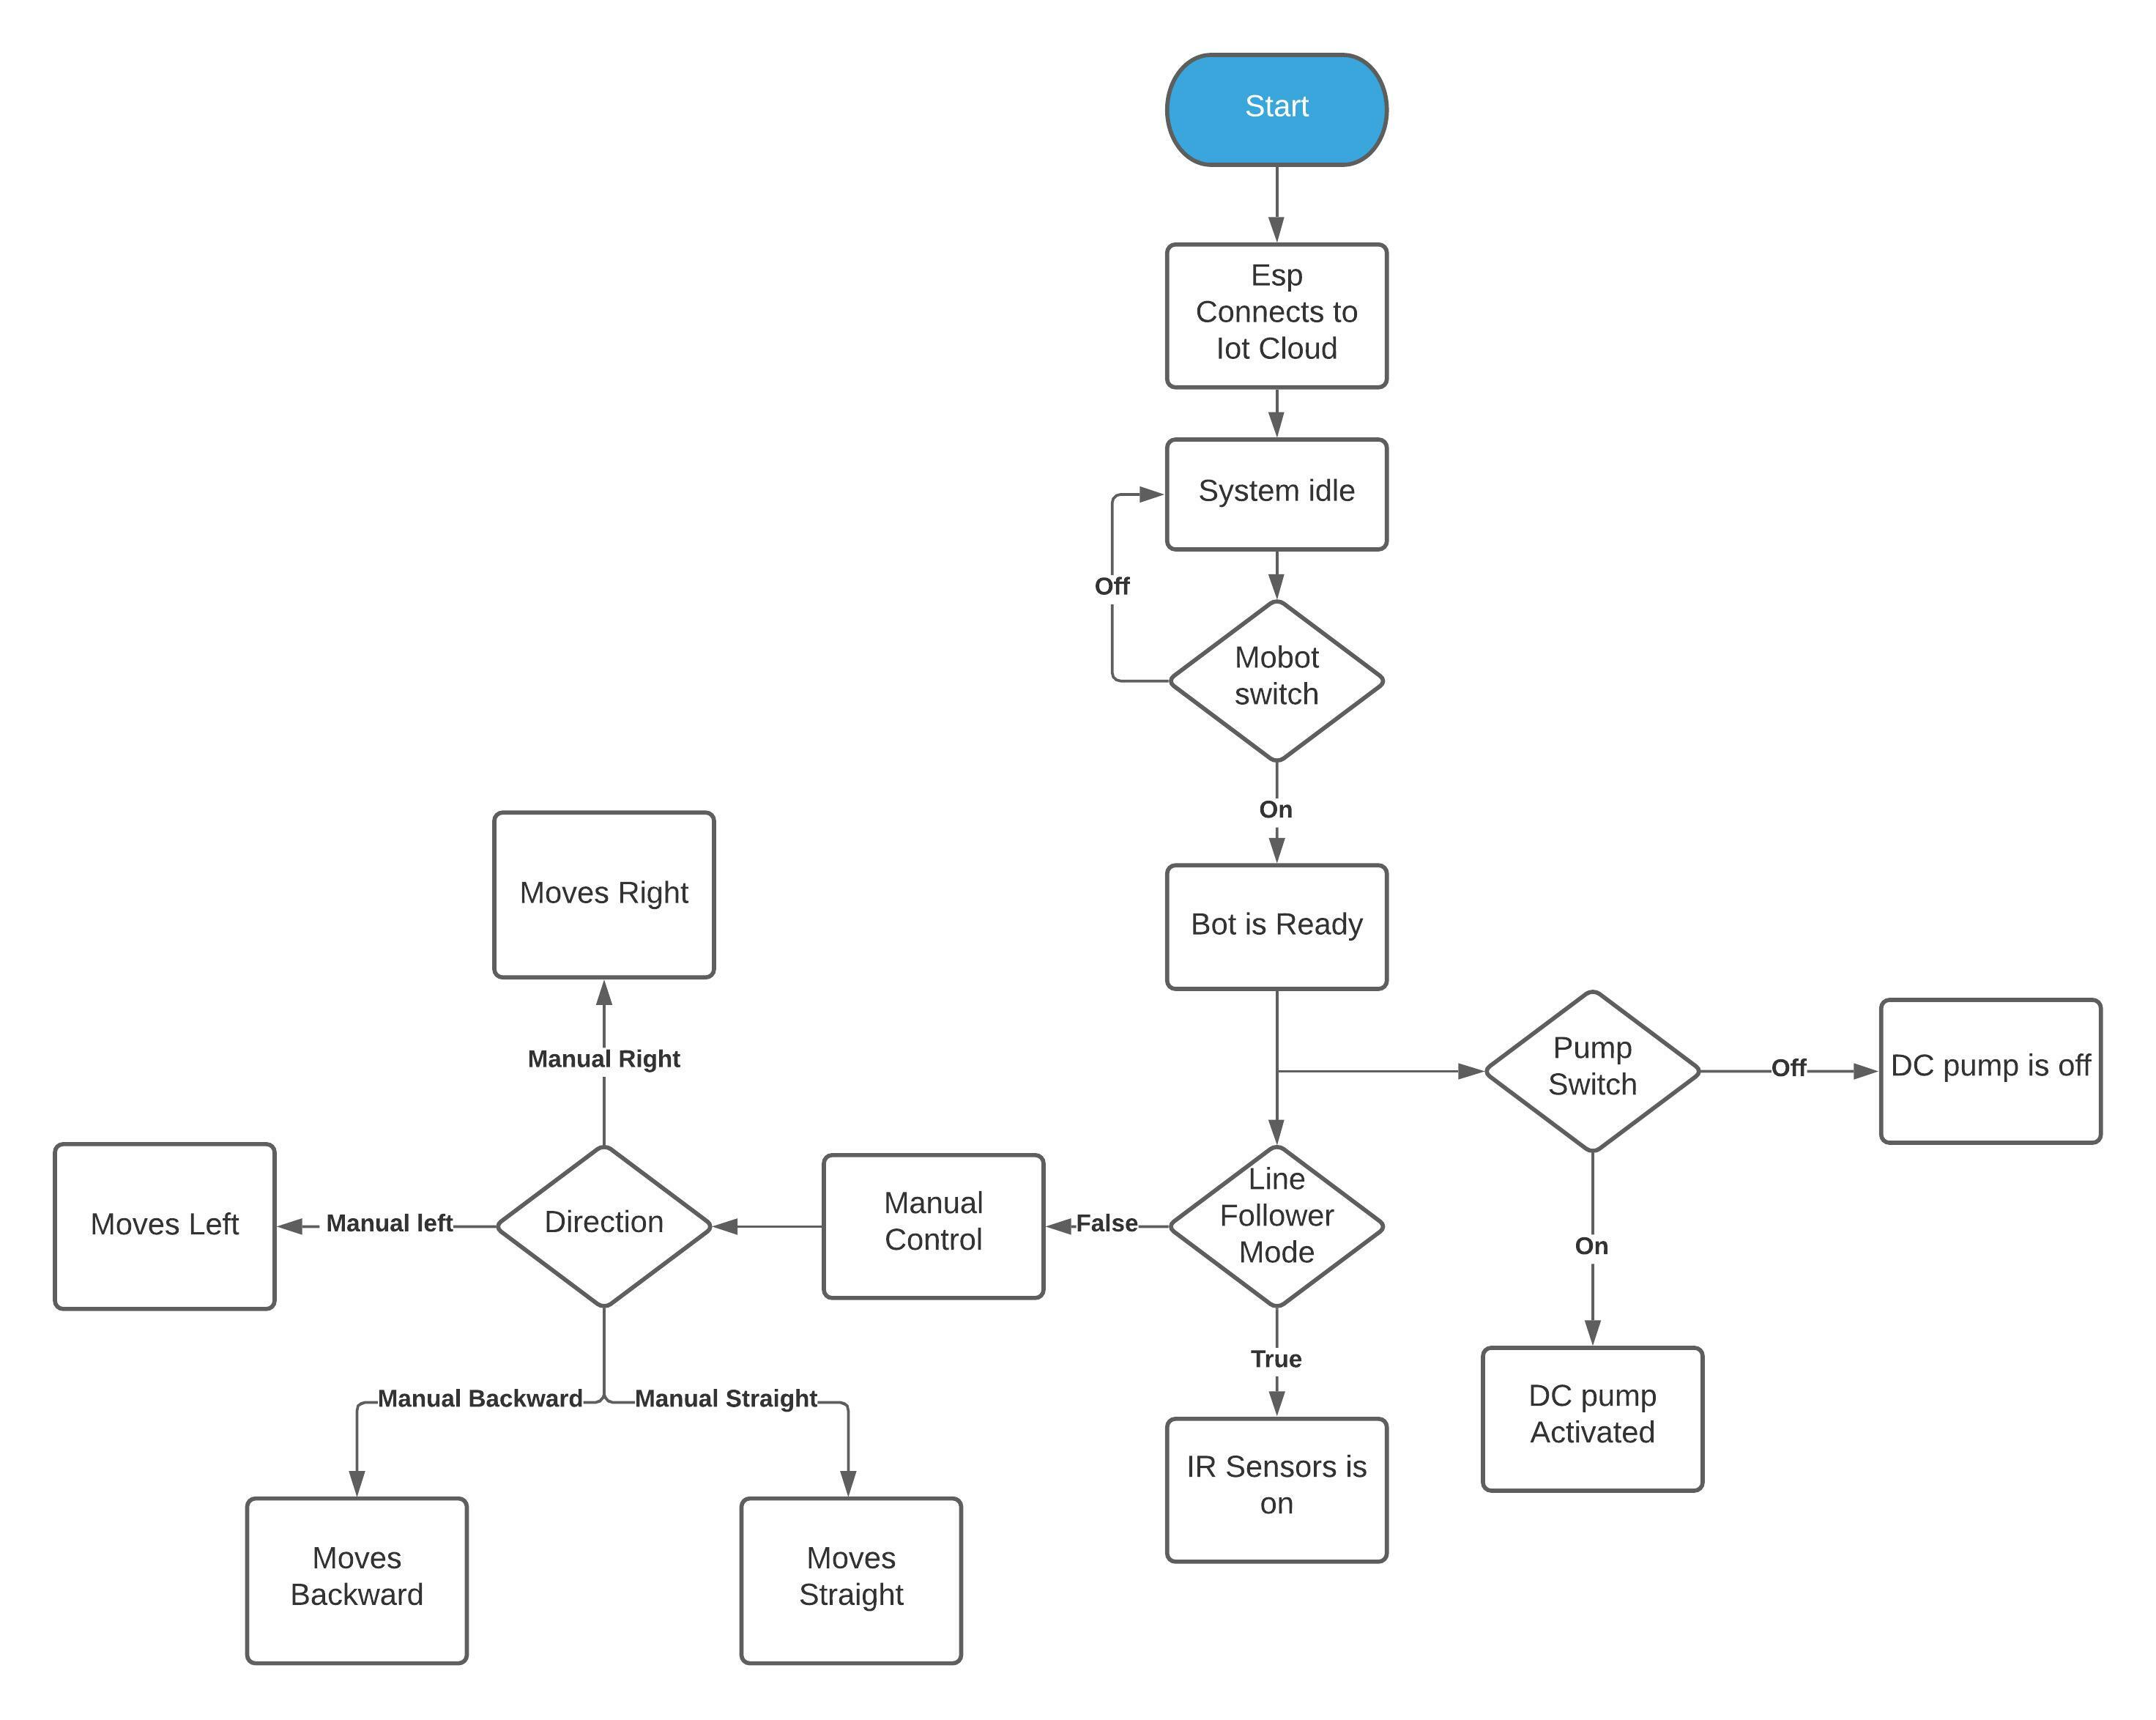 Start
Esp
Connects to
Iot Cloud
System idle
Off
Mobot
switch
On
Bot is Ready
Moves Right
Manual Right
Pump
Switch
Off
DC pump is off
Line
Follower
Mode
False
Manual
Control
Direction
Manual left
Moves Left
On
True
DC pump
Activated
Manual Backward
Manual Straight
IR Sensors is
on
Moves
Backward
Moves
Straight